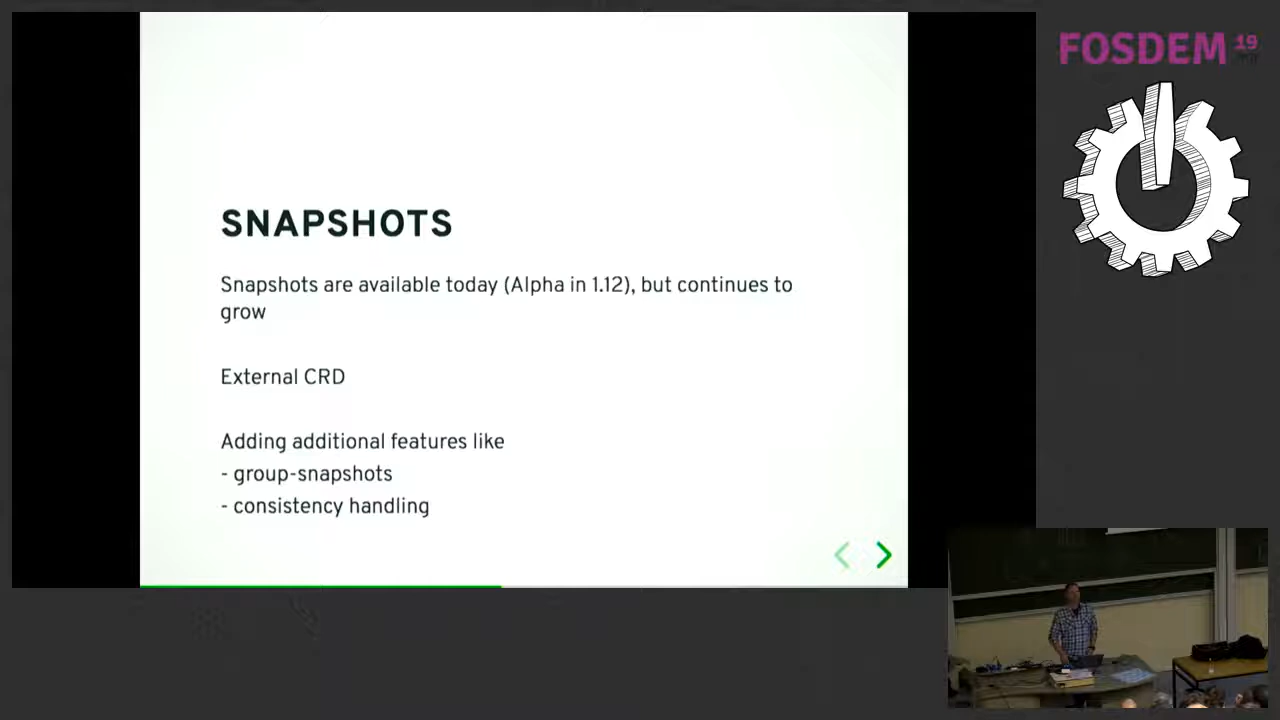 FOSDEM 19
SNAPSHOTS
Snapshots are available today (Alpha in 1.12), but continues to
grow
External CRD
Adding additional features like
- group-snapshots
- consistency handling